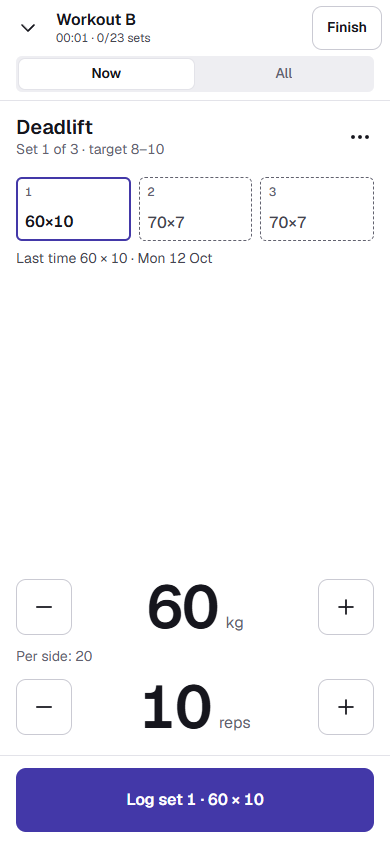 Workout B
00:01 · 0/23 sets
Finish
Now
All
Deadlift
Set 1 of 3 · target 8–10
1
60×10
2
70×7
3
70×7
Last time 60 × 10 · Mon 12 Oct
− 60 kg +
Per side: 20
− 10 reps +
Log set 1 · 60 × 10